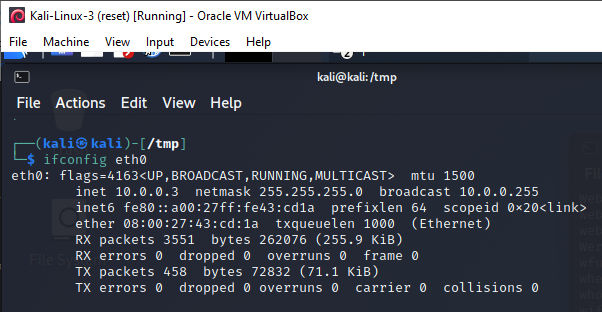 Kali-Linux-3 (reset) [Running] - Oracle VM VirtualBox
File Machine View Input Devices Help
2
kali@kali:/tmp
File Actions Edit View Help
┌──(kali㉿kali)-[/tmp]
└─$ ifconfig eth0
eth0: flags=4163<UP,BROADCAST,RUNNING,MULTICAST>  mtu 1500
        inet 10.0.0.3  netmask 255.255.255.0  broadcast 10.0.0.255
        inet6 fe80::a00:27ff:fe43:cd1a  prefixlen 64  scopeid 0×20<link>
        ether 08:00:27:43:cd:1a  txqueuelen 1000  (Ethernet)
        RX packets 3551  bytes 262076 (255.9 KiB)
        RX errors 0  dropped 0  overruns 0  frame 0
        TX packets 458  bytes 72832 (71.1 KiB)
        TX errors 0  dropped 0 overruns 0  carrier 0  collisions 0